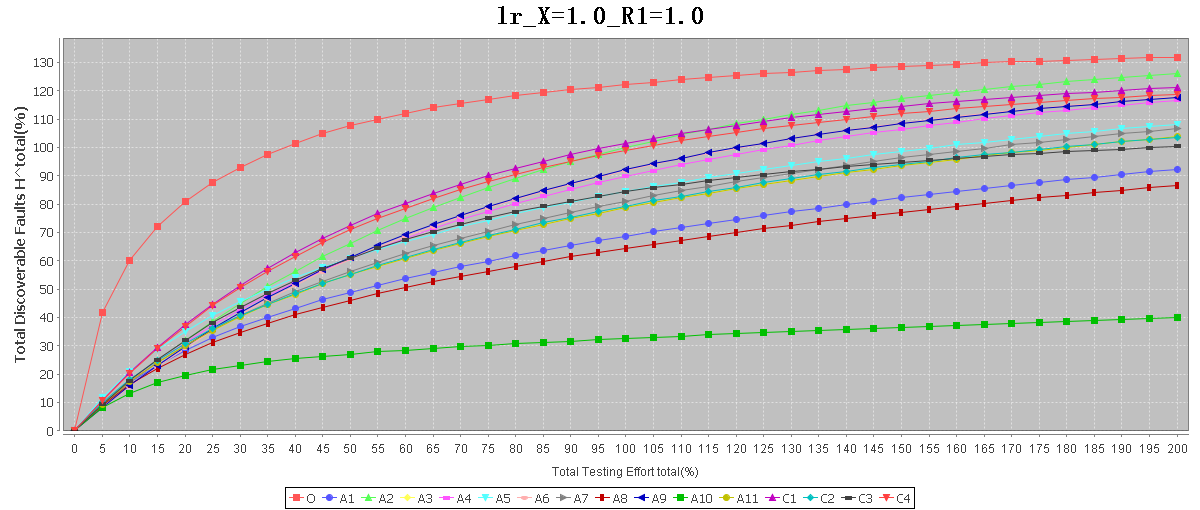 lr_X=1.0_R1=1.0
Total Discoverable Faults H^total(%)
130
120
110
100
90
80
70
60
50
40
30
20
10
0
0 5 10 15 20 25 30 35 40 45 50 55 60 65 70 75 80 85 90 95 100 105 110 115 120 125 130 135 140 145 150 155 160 165 170 175 180 185 190 195 200
Total Testing Effort total(%)
O A1 A2 A3 A4 A5 A6 A7 A8 A9 A10 A11 C1 C2 C3 C4